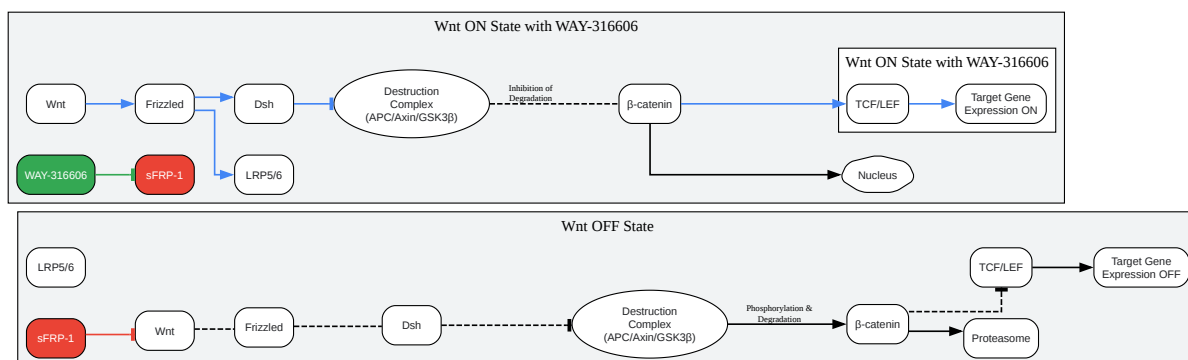 Wnt ON State with WAY-316606
Wnt ON State with WAY-316606
Wnt
Frizzled
Dsh
Destruction
Complex
(APC/Axin/GSK3β)
Inhibition of
Degradation
β-catenin
TCF/LEF
Target Gene
Expression ON
WAY-316606
sFRP-1
LRP5/6
Nucleus
Wnt OFF State
LRP5/6
TCF/LEF
Target Gene
Expression OFF
sFRP-1
Wnt
Frizzled
Dsh
Destruction
Complex
(APC/Axin/GSK3β)
Phosphorylation &
Degradation
β-catenin
Proteasome